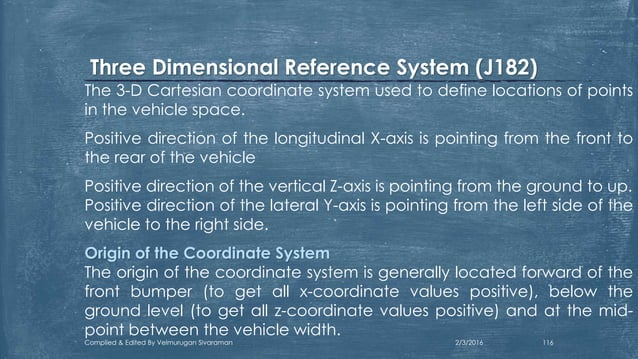 Three Dimensional Reference System (J182)
The 3-D Cartesian coordinate system used to define locations of points
in the vehicle space.
Positive direction of the longitudinal X-axis is pointing from the front to
the rear of the vehicle
Positive direction of the vertical Z-axis is pointing from the ground to up.
Positive direction of the lateral Y-axis is pointing from the left side of the
vehicle to the right side.
Origin of the Coordinate System
The origin of the coordinate system is generally located forward of the
front bumper (to get all x-coordinate values positive), below the
ground level (to get all z-coordinate values positive) and at the mid-
point between the vehicle width.
Complied & Edited By Velmurugan Sivaraman 2/3/2016 116